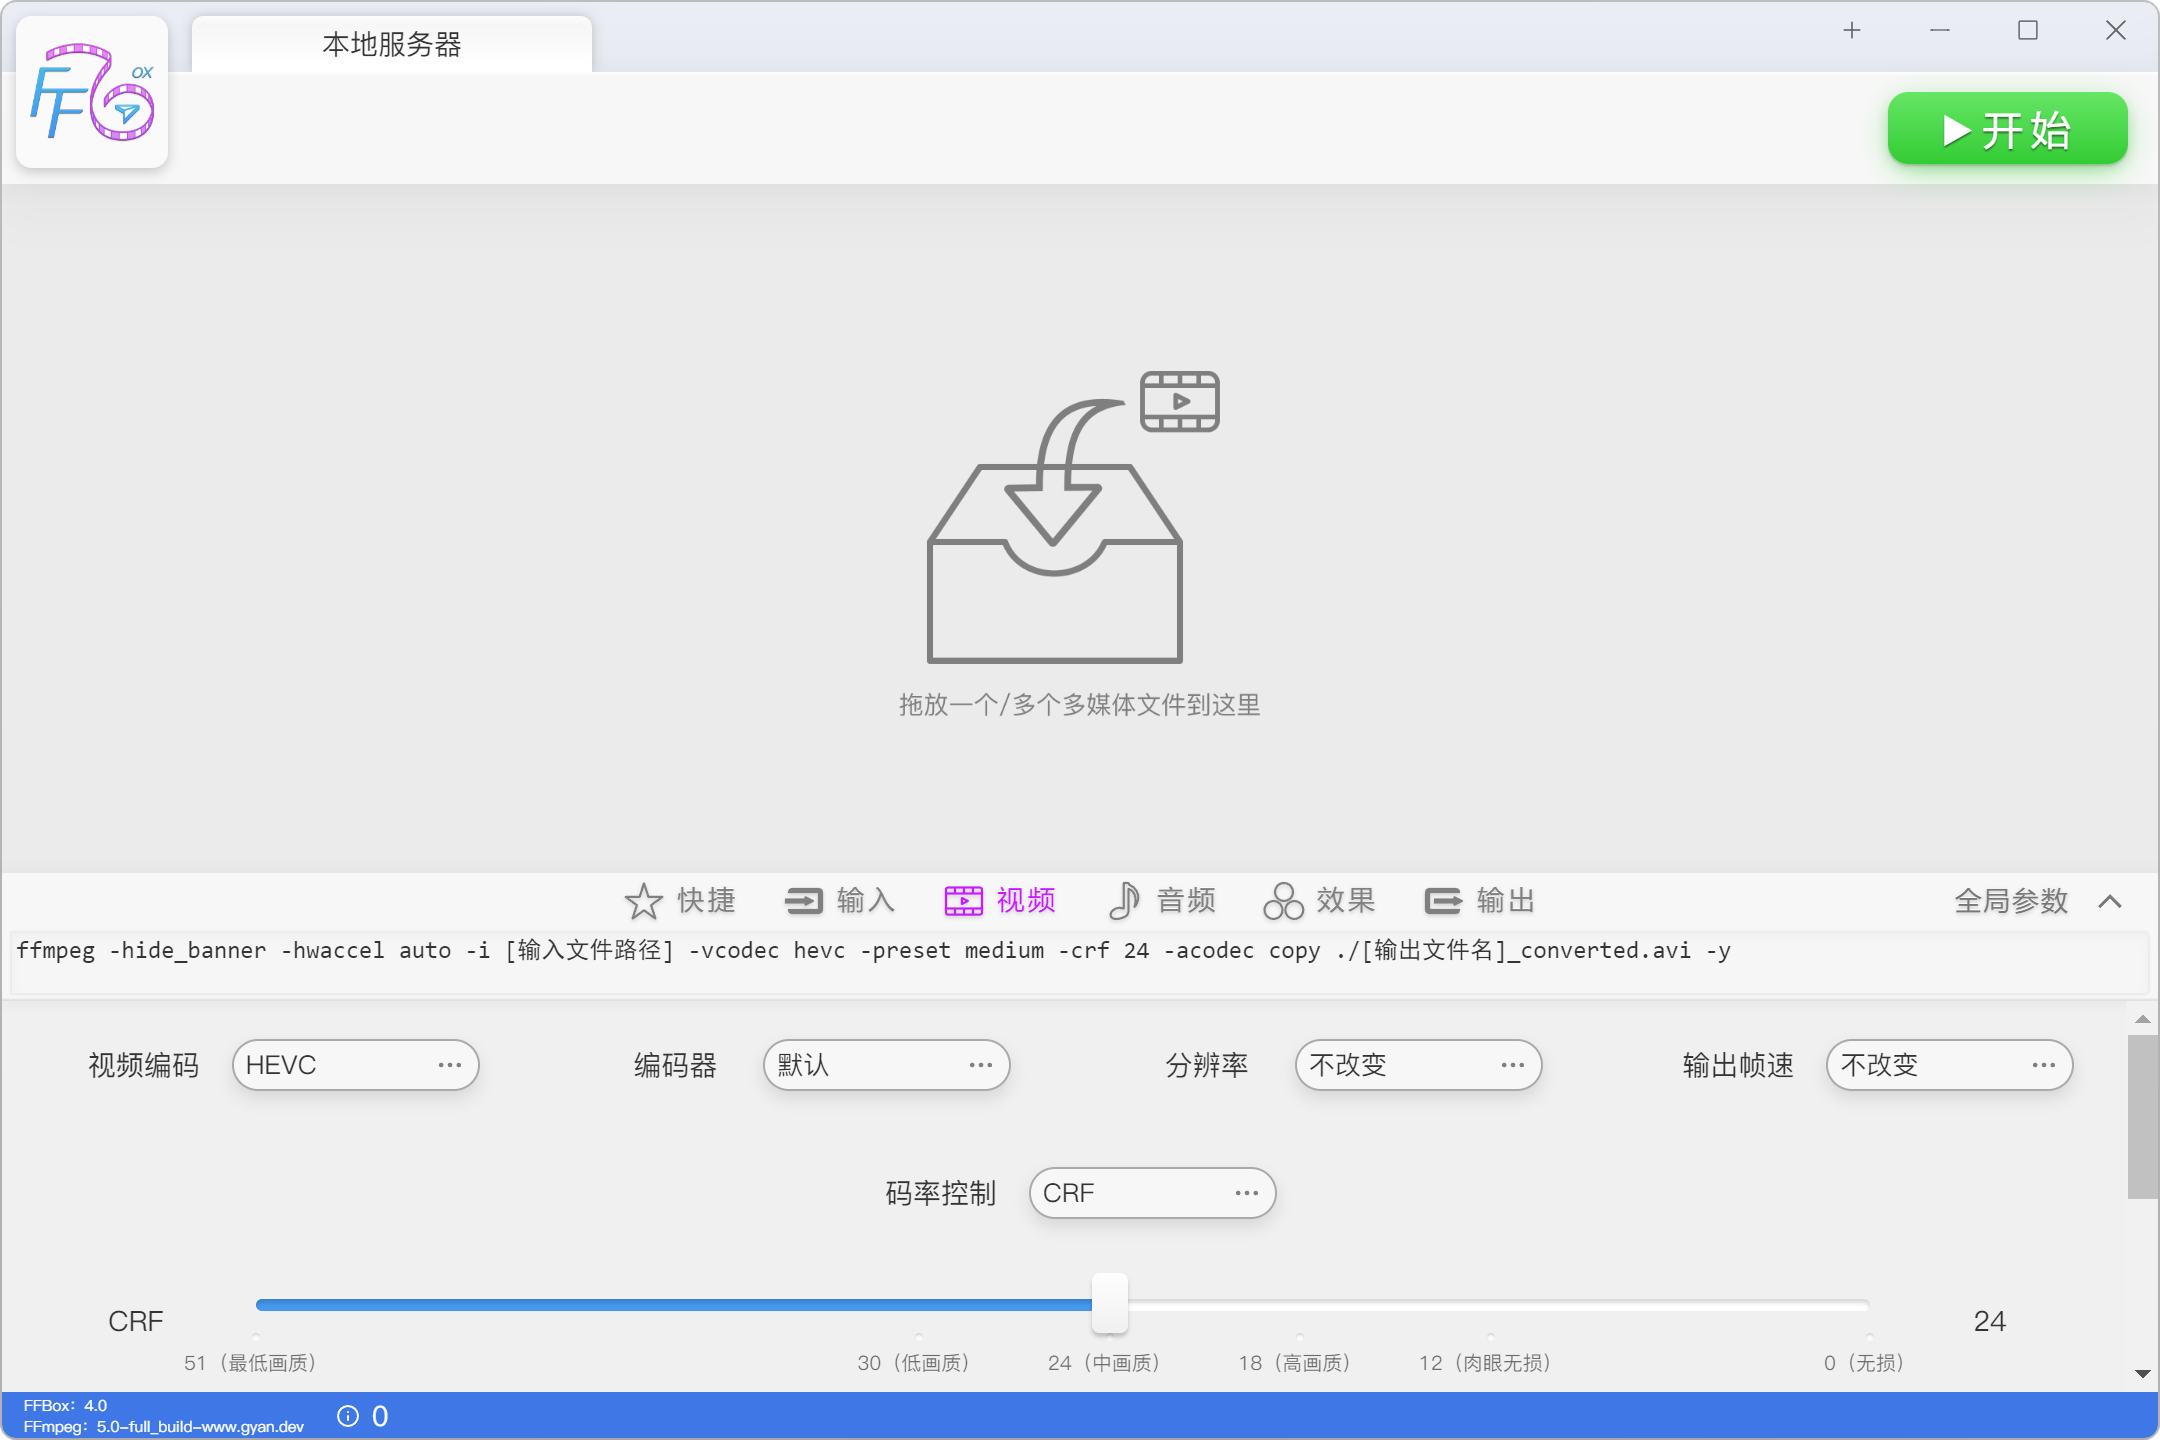 FF
OX
本地服务器
开始
拖放一个/多个多媒体文件到这里
快捷 输入 视频 音频 效果 输出 全局参数
ffmpeg -hide_banner -hwaccel auto -i [输入文件路径] -vcodec hevc -preset medium -crf 24 -acodec copy ./[输出文件名]_converted.avi -y
视频编码 HEVC ··· 编码器 默认 ··· 分辨率 不改变 ··· 输出帧速 不改变 ···
码率控制 CRF ···
CRF 24
51（最低画质） 30（低画质） 24（中画质） 18（高画质） 12（肉眼无损） 0（无损）
FFBox：4.0
FFmpeg：5.0-full_build-www.gyan.dev
0